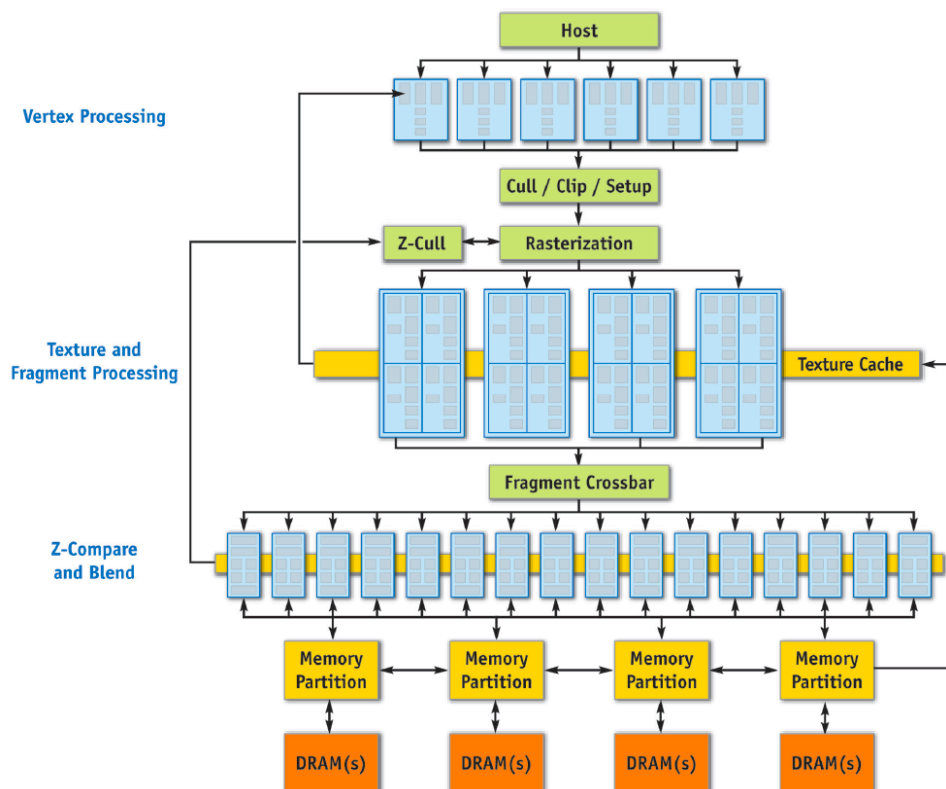 Host
Vertex Processing
Cull / Clip / Setup
Z-Cull
Rasterization
Texture and
Fragment Processing
Texture Cache
Fragment Crossbar
Z-Compare
and Blend
Memory
Partition
Memory
Partition
Memory
Partition
Memory
Partition
DRAM(s)
DRAM(s)
DRAM(s)
DRAM(s)